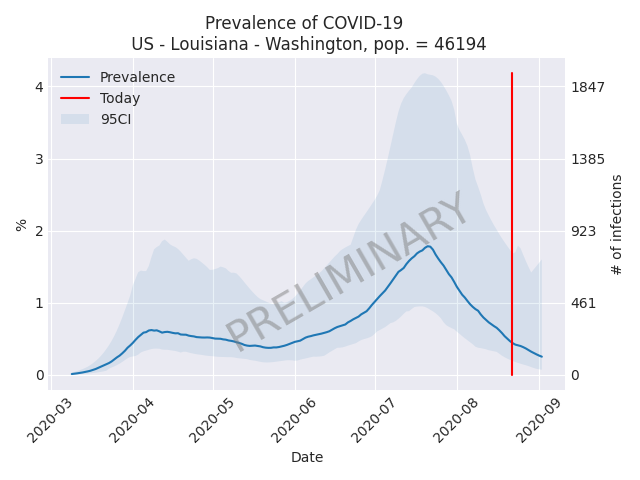 Prevalence of COVID-19
US - Louisiana - Washington, pop. = 46194
Prevalence
Today
95CI
4
3
2
1
0
%
1847
1385
923
461
0
# of infections
PRELIMINARY
2020-03
2020-04
2020-05
2020-06
2020-07
2020-08
2020-09
Date